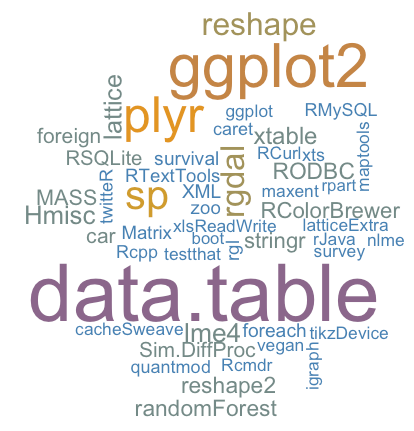 reshape
ggplot2
lattice
plyr
ggplot
RMySQL
caret
foreign
xtable
RSQLite
survival
RCurl
xts
maptools
RTextTools
rgdal
RODBC
twitteR
sp
XML
maxent
rpart
MASS
zoo
RColorBrewer
Hmisc
xlsReadWrite
latticeExtra
car
Matrix
boot
stringr
rJava
nlme
Rcpp
testthat
rgl
survey
data.table
cacheSweave
lme4
foreach
tikzDevice
Sim.DiffProc
vegan
quantmod
Rcmdr
igraph
reshape2
randomForest